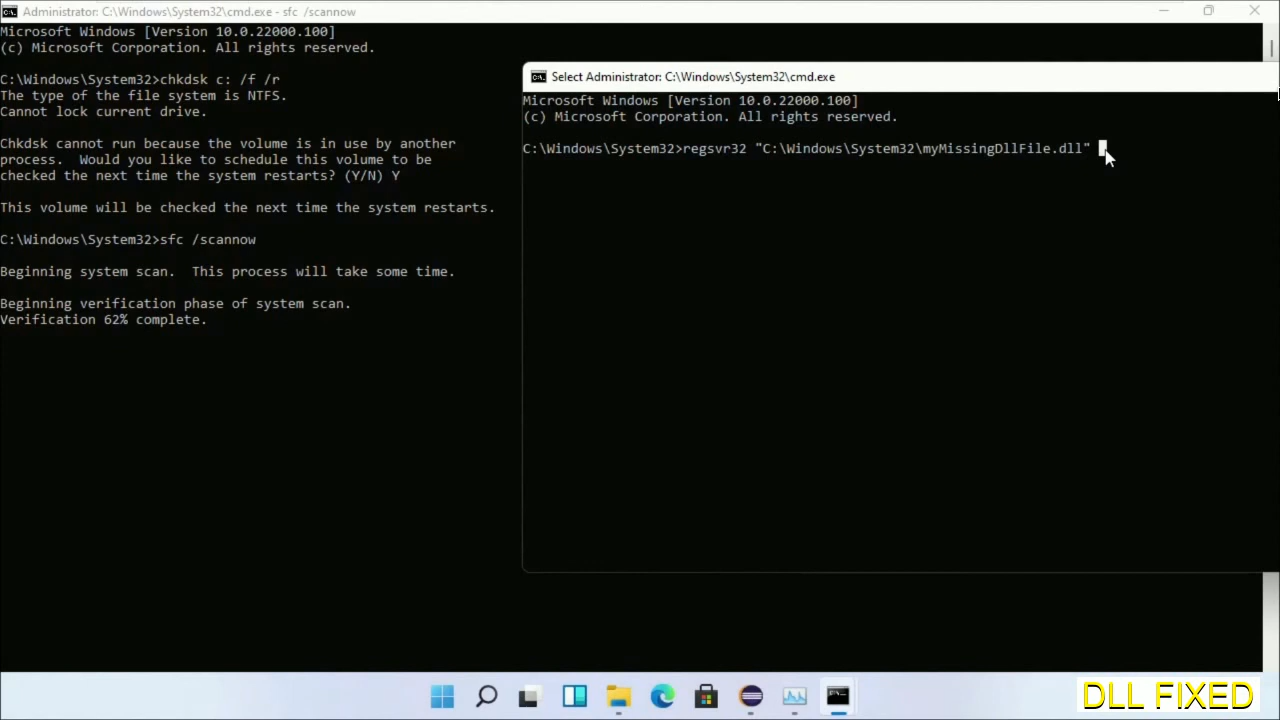 Administrator: C:\Windows\System32\cmd.exe - sfc /scannow
Microsoft Windows [Version 10.0.22000.100]
(c) Microsoft Corporation. All rights reserved.
C:\Windows\System32>chkdsk c: /f /r
The type of the file system is NTFS.
Cannot lock current drive.
Chkdsk cannot run because the volume is in use by another
process.  Would you like to schedule this volume to be
checked the next time the system restarts? (Y/N) Y
This volume will be checked the next time the system restarts.
C:\Windows\System32>sfc /scannow
Beginning system scan.  This process will take some time.
Beginning verification phase of system scan.
Verification 62% complete.
Select Administrator: C:\Windows\System32\cmd.exe
Microsoft Windows [Version 10.0.22000.100]
(c) Microsoft Corporation. All rights reserved.
C:\Windows\System32>regsvr32 "C:\Windows\System32\myMissingDllFile.dll"
DLL FIXED